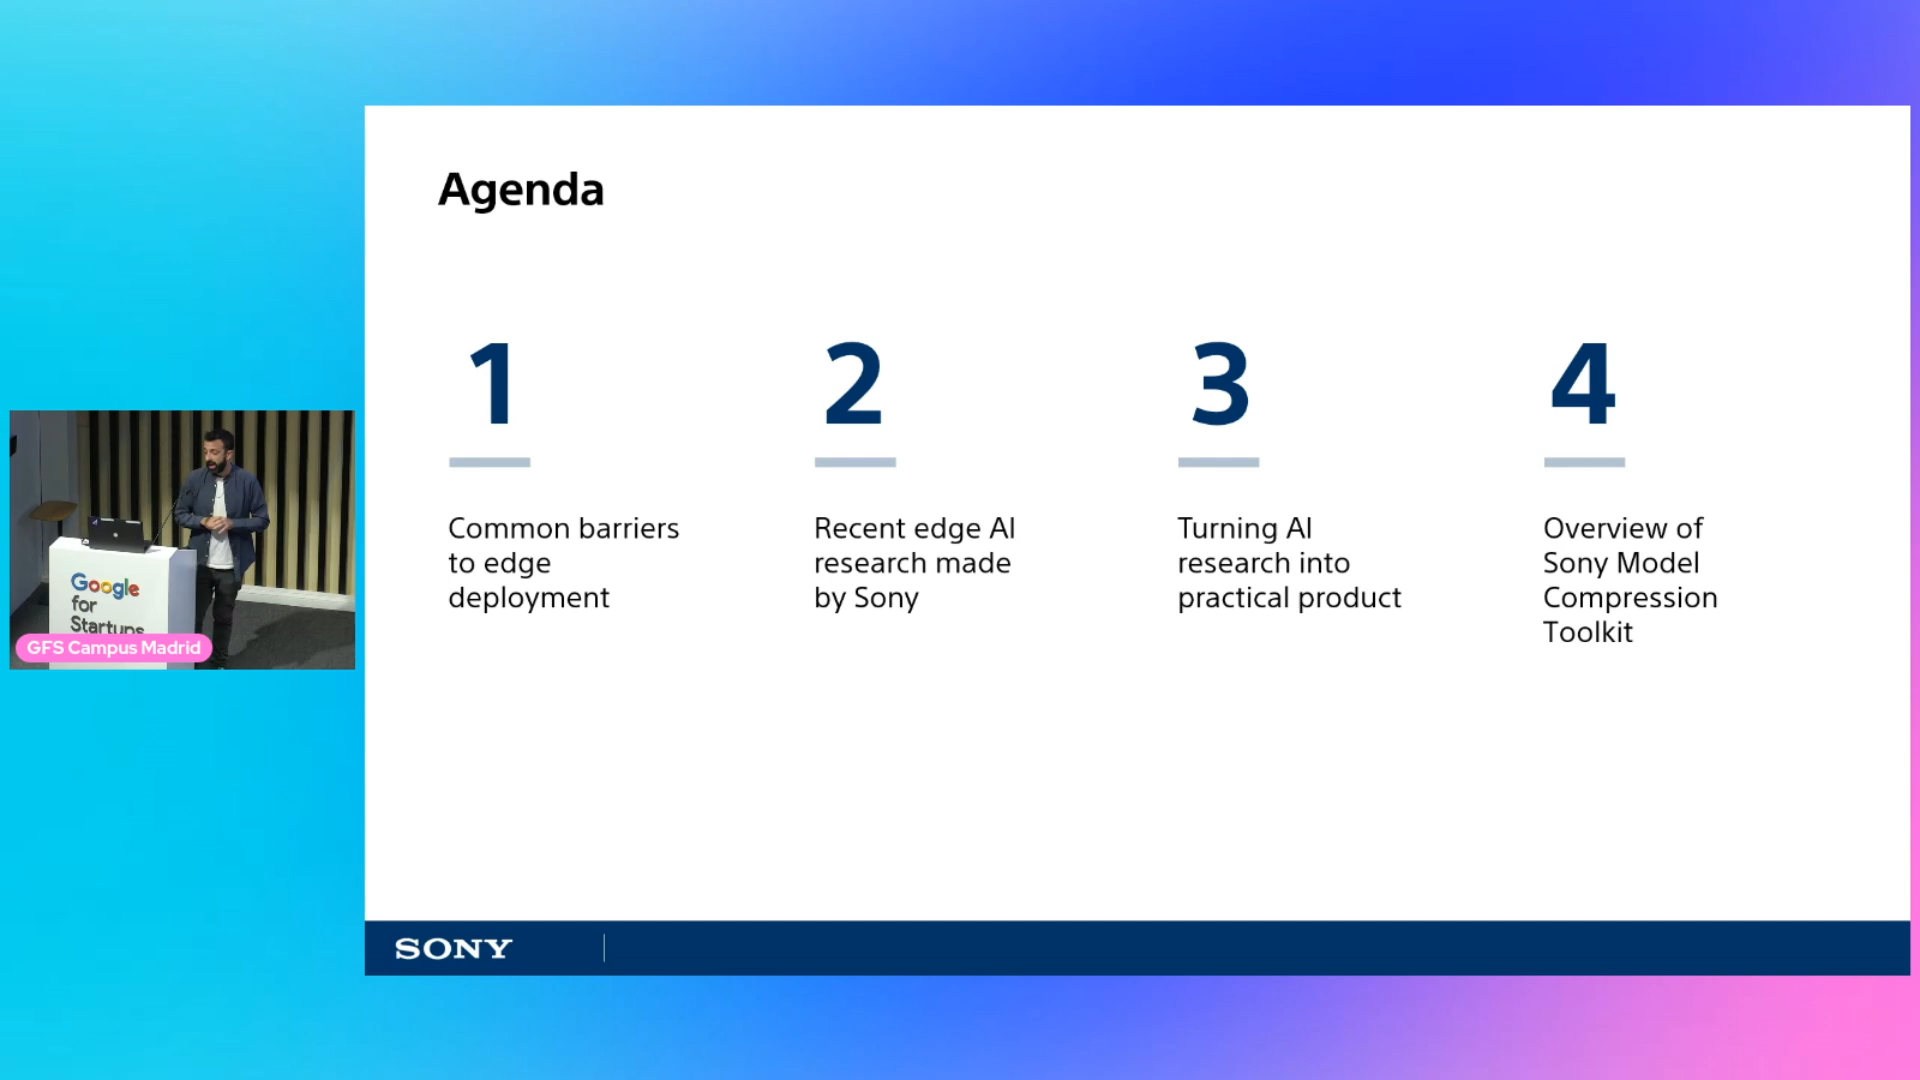 Agenda
1
Common barriers
to edge
deployment
2
Recent edge AI
research made
by Sony
3
Turning AI
research into
practical product
4
Overview of
Sony Model
Compression
Toolkit
Google
for
Startups
GFS Campus Madrid
SONY